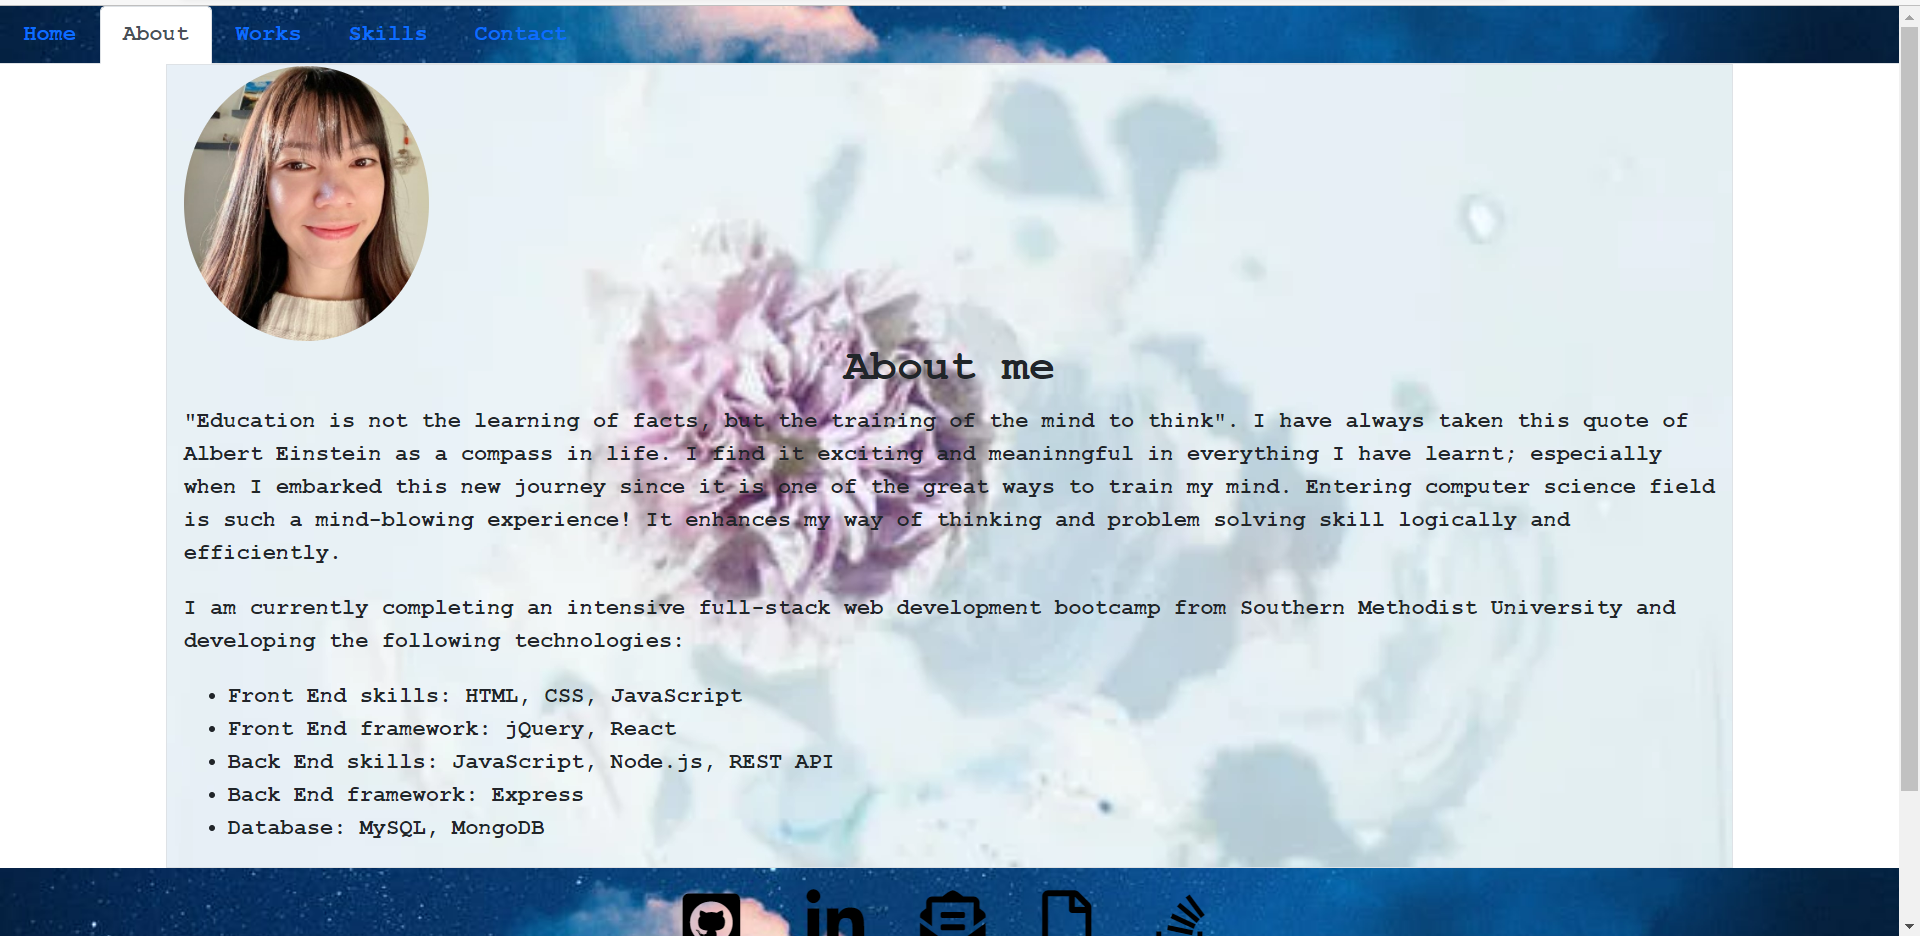 Home About Works Skills Contact
About me
"Education is not the learning of facts, but the training of the mind to think". I have always taken this quote of
Albert Einstein as a compass in life. I find it exciting and meaninngful in everything I have learnt; especially
when I embarked this new journey since it is one of the great ways to train my mind. Entering computer science field
is such a mind-blowing experience! It enhances my way of thinking and problem solving skill logically and
efficiently.
I am currently completing an intensive full-stack web development bootcamp from Southern Methodist University and
developing the following technologies:
• Front End skills: HTML, CSS, JavaScript
• Front End framework: jQuery, React
• Back End skills: JavaScript, Node.js, REST API
• Back End framework: Express
• Database: MySQL, MongoDB
in